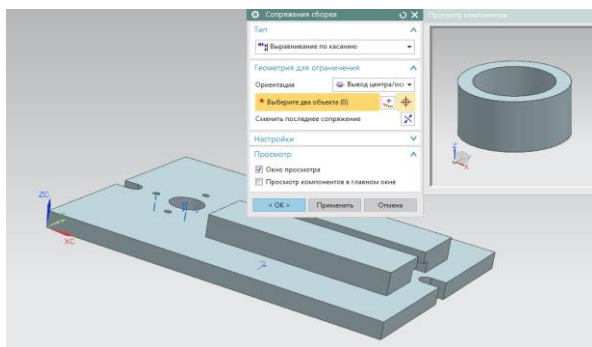 Сопряжения сборки
Просмотр компонентов
Тип
Выравнивание по касанию
Геометрия для ограничения
Ориентация
Вывод центра/оси
* Выберите два объекта (0)
Сменить последнее сопряжение
Настройки
Просмотр
Окно просмотра
Просмотр компонентов в главном окне
< OK >
Применить
Отмена
ZC
XC
Z
X